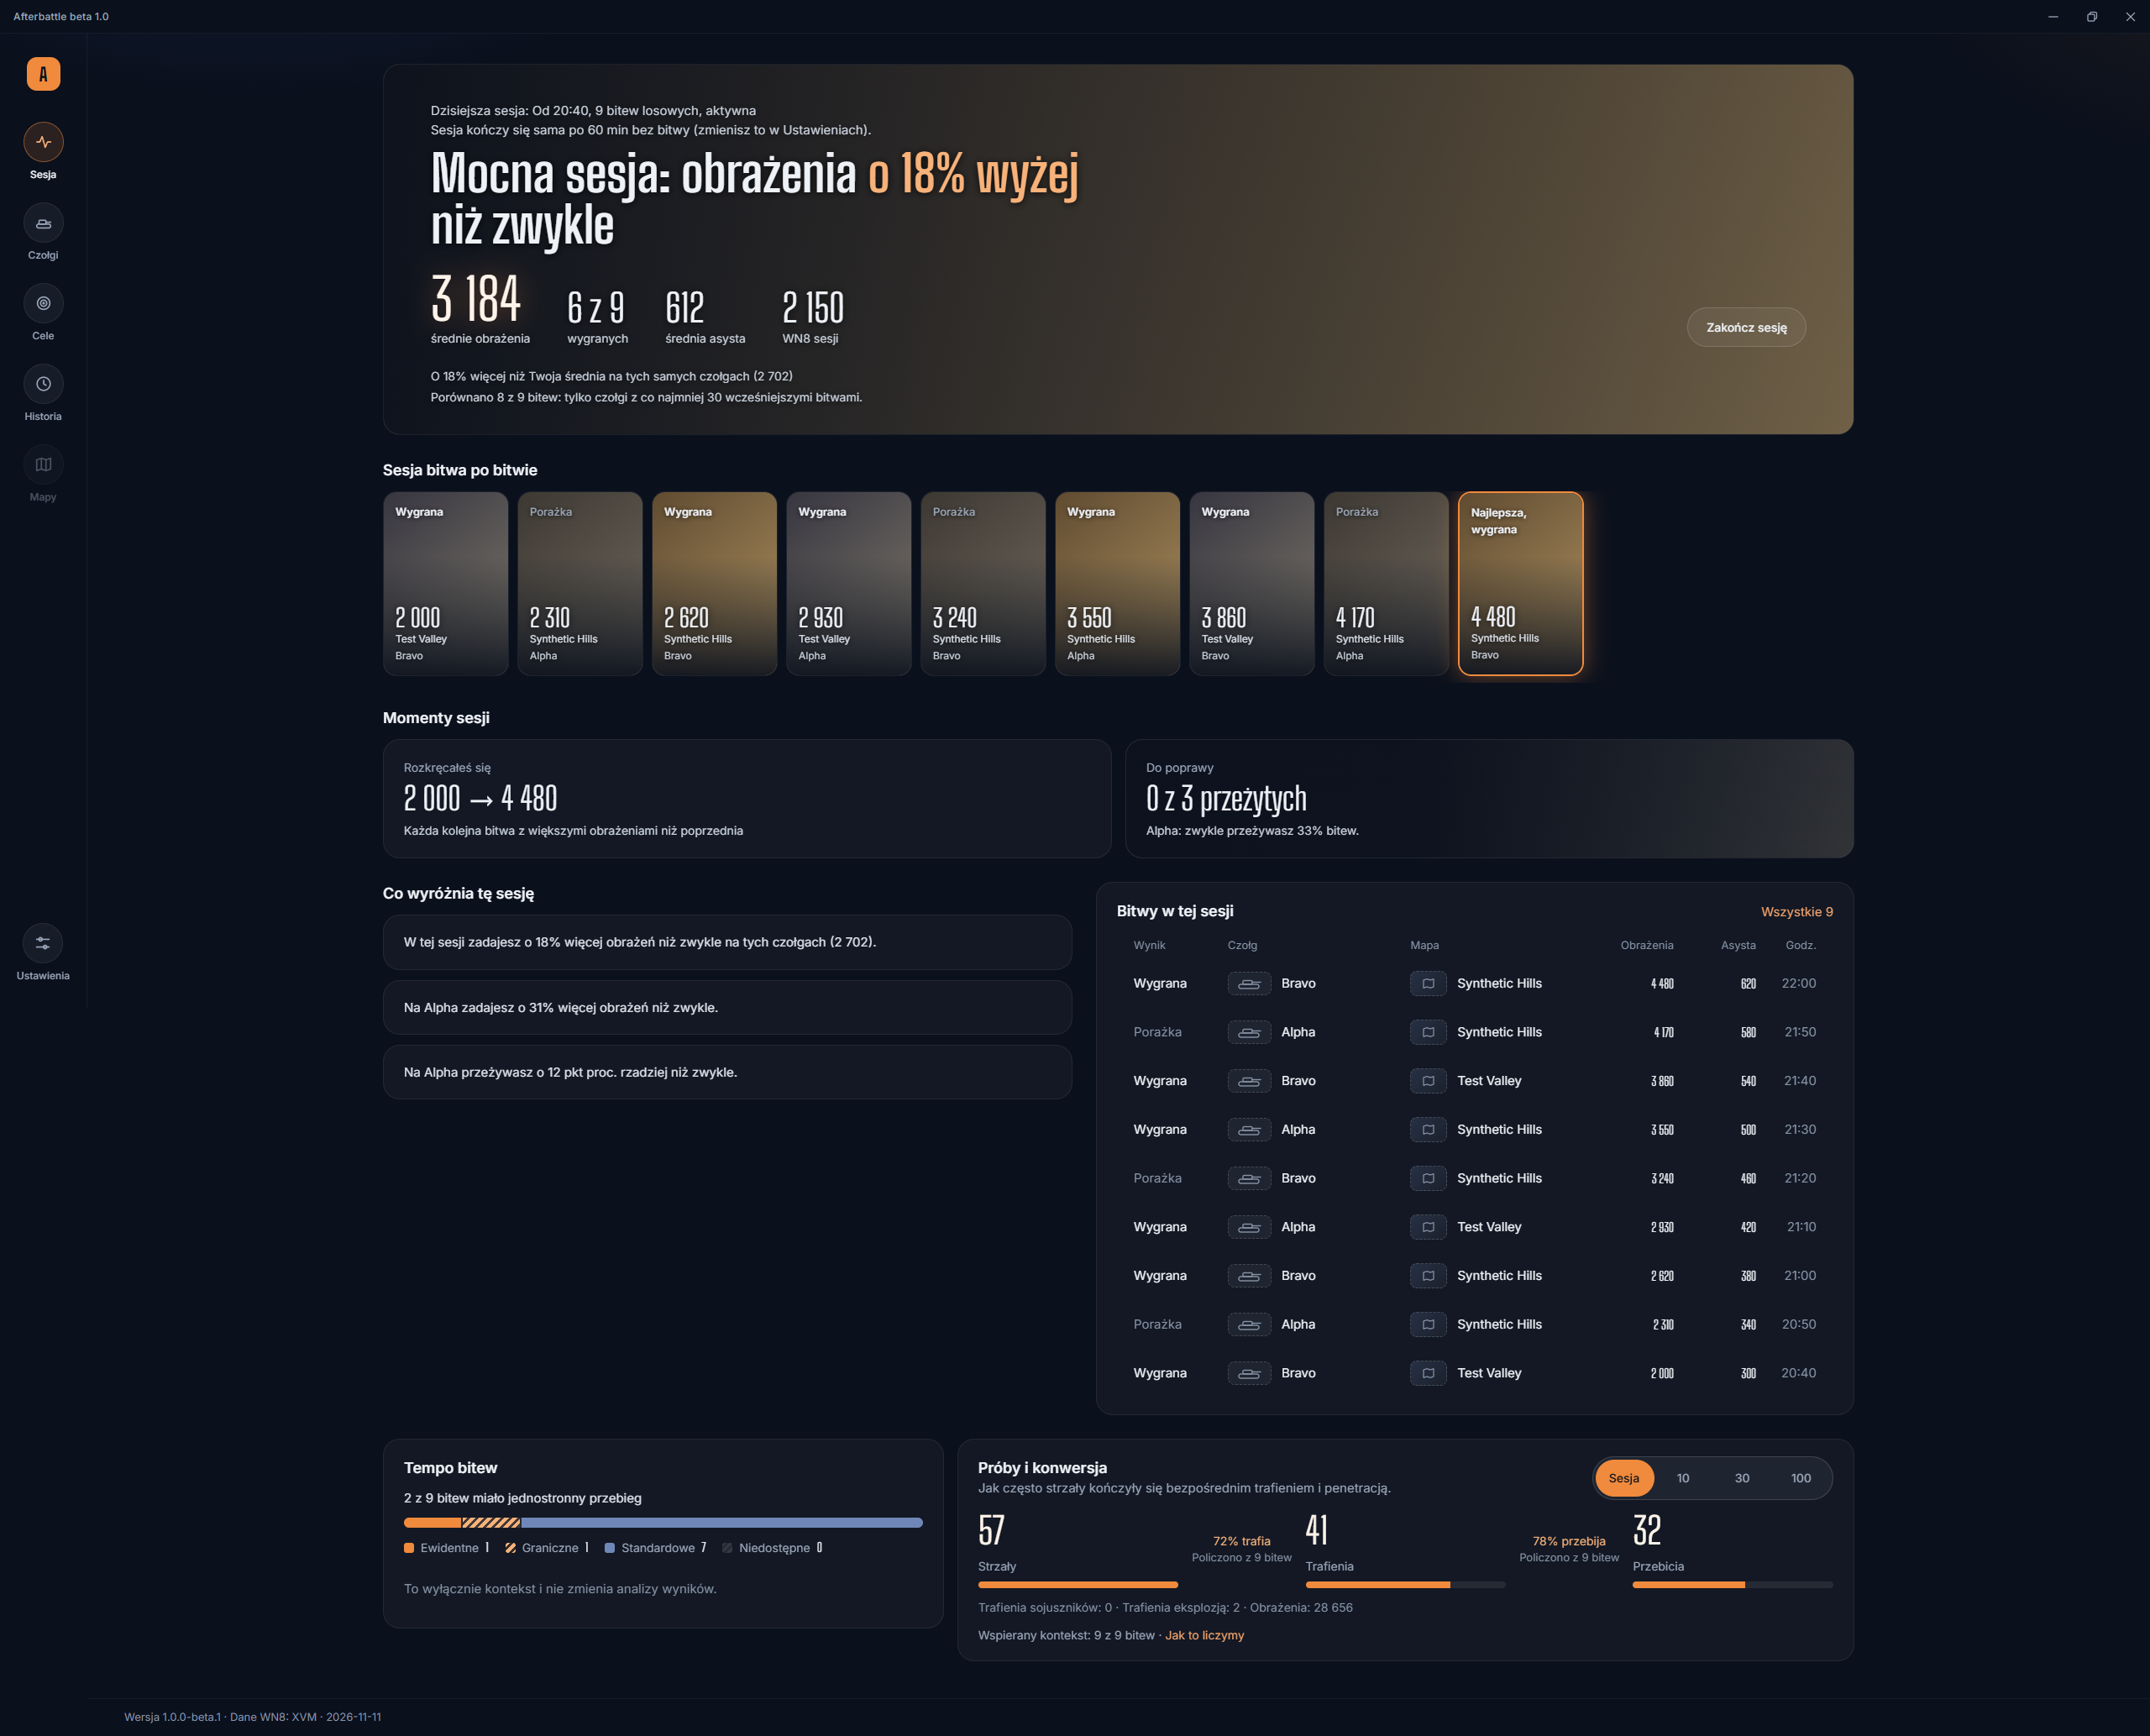 Afterbattle beta 1.0
A
Sesja
Czołgi
Cele
Historia
Mapy
Ustawienia
Dzisiejsza sesja: Od 20:40, 9 bitew losowych, aktywna
Sesja kończy się sama po 60 min bez bitwy (zmienisz to w Ustawieniach).
Mocna sesja: obrażenia o 18% wyżej
niż zwykle
3 184
średnie obrażenia
6 z 9
wygranych
612
średnia asysta
2 150
WN8 sesji
Zakończ sesję
O 18% więcej niż Twoja średnia na tych samych czołgach (2 702)
Porównano 8 z 9 bitew: tylko czołgi z co najmniej 30 wcześniejszymi bitwami.
Sesja bitwa po bitwie
Wygrana
2 000
Test Valley
Bravo
Porażka
2 310
Synthetic Hills
Alpha
Wygrana
2 620
Synthetic Hills
Bravo
Wygrana
2 930
Test Valley
Alpha
Porażka
3 240
Synthetic Hills
Bravo
Wygrana
3 550
Synthetic Hills
Alpha
Wygrana
3 860
Test Valley
Bravo
Porażka
4 170
Synthetic Hills
Alpha
Najlepsza,
wygrana
4 480
Synthetic Hills
Bravo
Momenty sesji
Rozkręcałeś się
2 000 → 4 480
Każda kolejna bitwa z większymi obrażeniami niż poprzednia
Do poprawy
0 z 3 przeżytych
Alpha: zwykle przeżywasz 33% bitew.
Co wyróżnia tę sesję
W tej sesji zadajesz o 18% więcej obrażeń niż zwykle na tych czołgach (2 702).
Na Alpha zadajesz o 31% więcej obrażeń niż zwykle.
Na Alpha przeżywasz o 12 pkt proc. rzadziej niż zwykle.
Bitwy w tej sesji Wszystkie 9
Wynik Czołg Mapa Obrażenia Asysta Godz.
Wygrana Bravo Synthetic Hills 4 480 620 22:00
Porażka Alpha Synthetic Hills 4 170 580 21:50
Wygrana Bravo Test Valley 3 860 540 21:40
Wygrana Alpha Synthetic Hills 3 550 500 21:30
Porażka Bravo Synthetic Hills 3 240 460 21:20
Wygrana Alpha Test Valley 2 930 420 21:10
Wygrana Bravo Synthetic Hills 2 620 380 21:00
Porażka Alpha Synthetic Hills 2 310 340 20:50
Wygrana Bravo Test Valley 2 000 300 20:40
Tempo bitew
2 z 9 bitew miało jednostronny przebieg
Ewidentne 1 Graniczne 1 Standardowe 7 Niedostępne 0
To wyłącznie kontekst i nie zmienia analizy wyników.
Próby i konwersja
Jak często strzały kończyły się bezpośrednim trafieniem i penetracją.
Sesja 10 30 100
57
Strzały
72% trafia
Policzono z 9 bitew
41
Trafienia
78% przebija
Policzono z 9 bitew
32
Przebicia
Trafienia sojuszników: 0 · Trafienia eksplozją: 2 · Obrażenia: 28 656
Wspierany kontekst: 9 z 9 bitew · Jak to liczymy
Wersja 1.0.0-beta.1 · Dane WN8: XVM · 2026-11-11